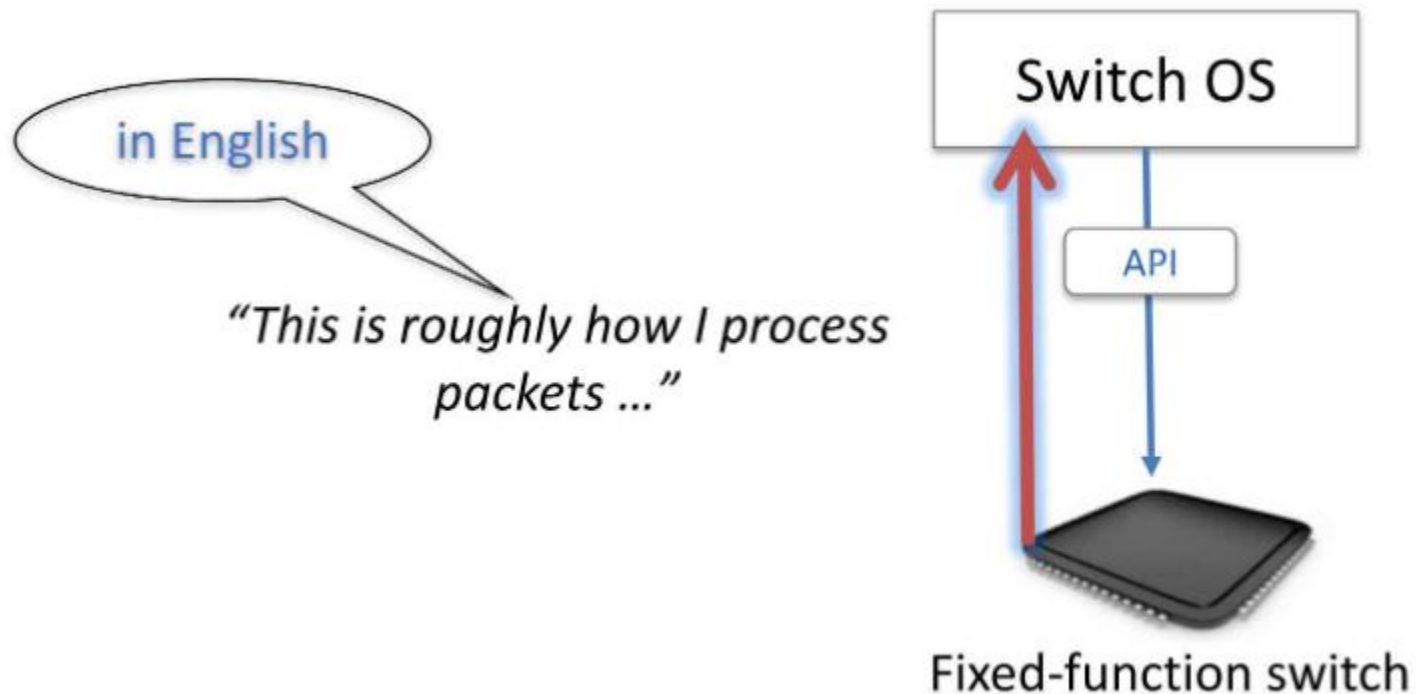 Switch OS
in English
API
“This is roughly how I process
packets ...”
Fixed-function switch